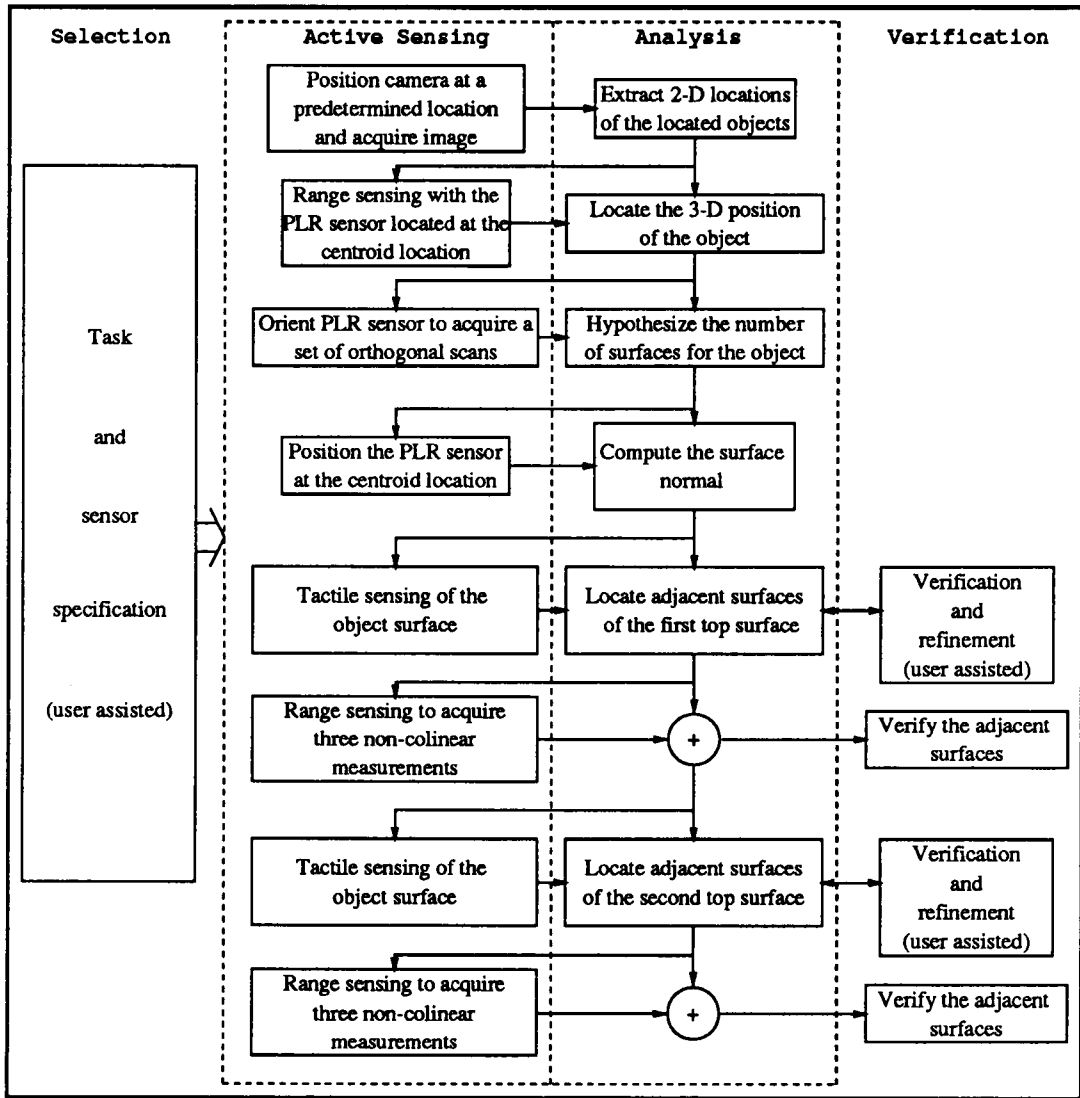 Selection
Active Sensing
Analysis
Verification
Position camera at a
predetermined location
and acquire image
Extract 2-D locations
of the located objects
Range sensing with the
PLR sensor located at the
centroid location
Locate the 3-D position
of the object
Orient PLR sensor to acquire a
set of orthogonal scans
Hypothesize the number
of surfaces for the object
Task
and
sensor
specification
(user assisted)
Position the PLR sensor
at the centroid location
Compute the surface
normal
Tactile sensing of the
object surface
Locate adjacent surfaces
of the first top surface
Verification
and
refinement
(user assisted)
Range sensing to acquire
three non-colinear
measurements
+
Verify the adjacent
surfaces
Tactile sensing of the
object surface
Locate adjacent surfaces
of the second top surface
Verification
and
refinement
(user assisted)
Range sensing to acquire
three non-colinear
measurements
+
Verify the adjacent
surfaces